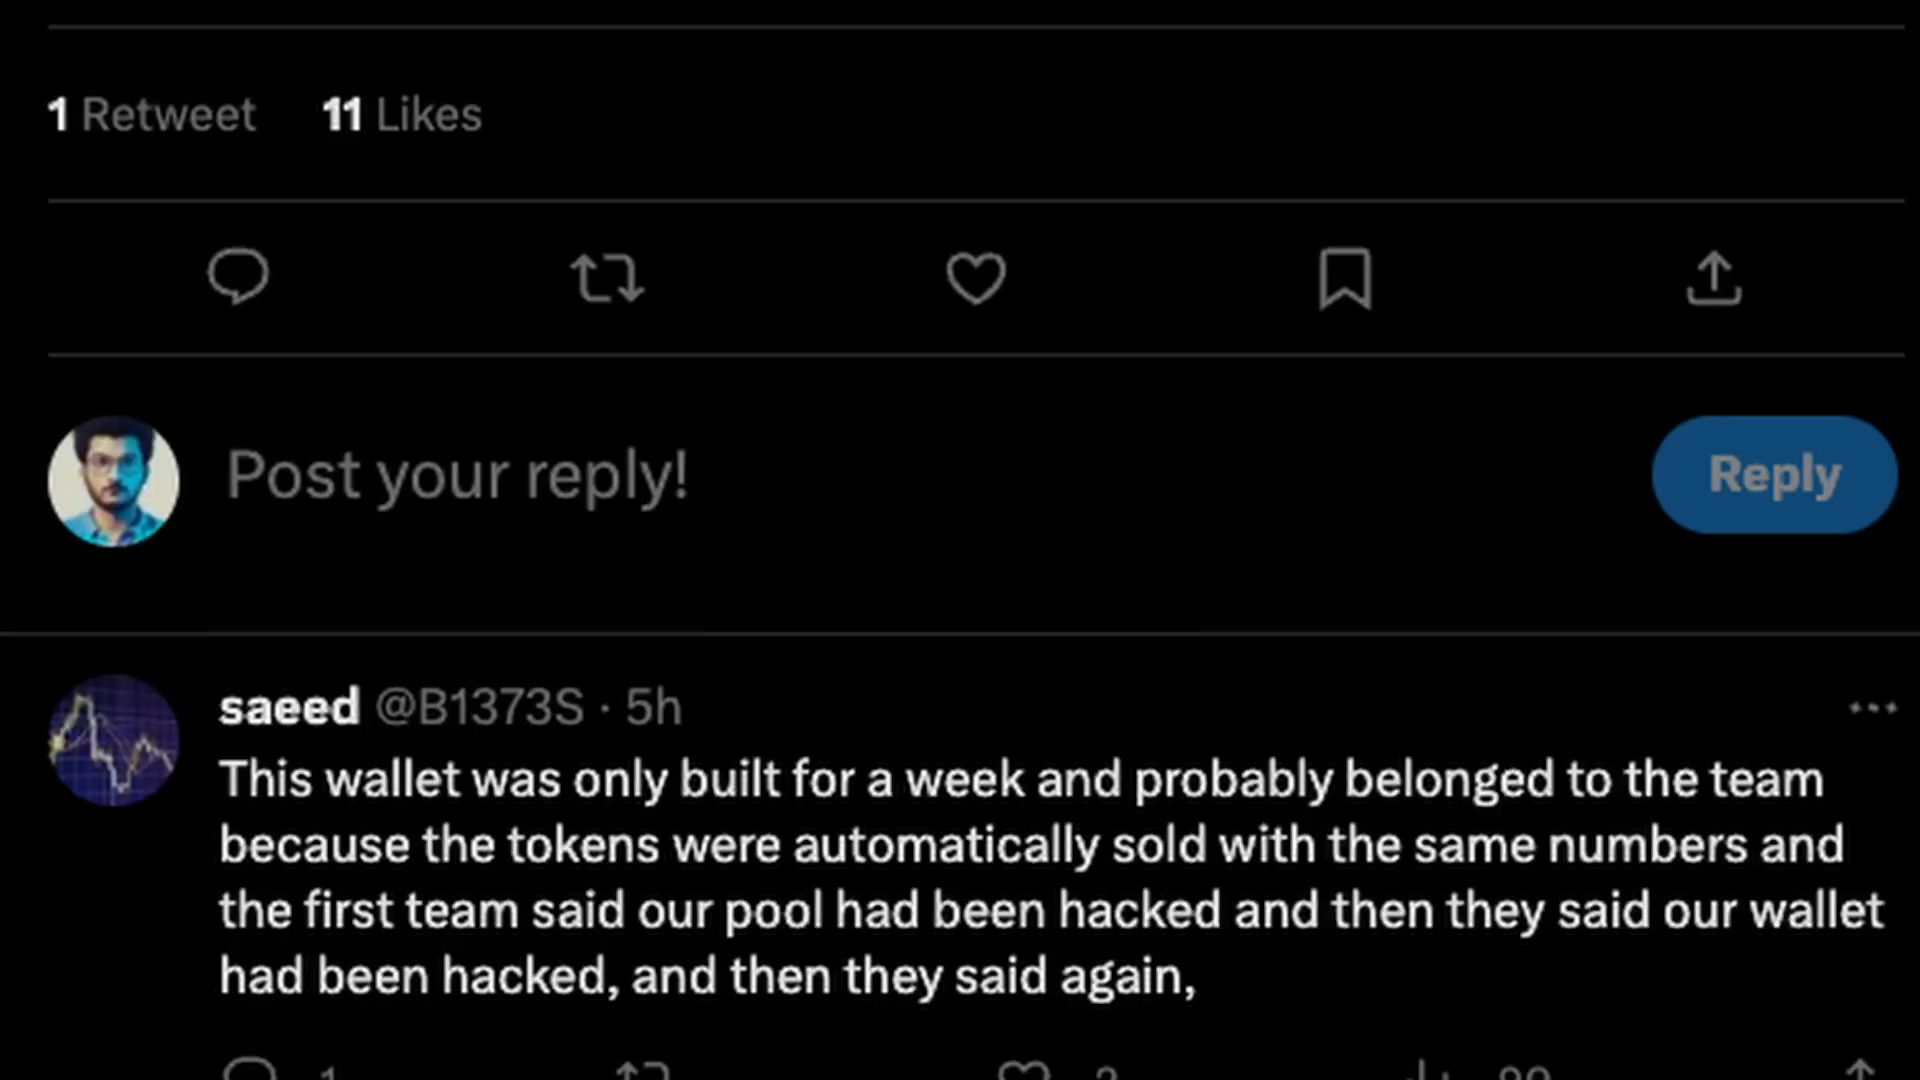 1 Retweet 11 Likes
Post your reply!
Reply
saeed @B1373S · 5h
This wallet was only built for a week and probably belonged to the team
because the tokens were automatically sold with the same numbers and
the first team said our pool had been hacked and then they said our wallet
had been hacked, and then they said again,